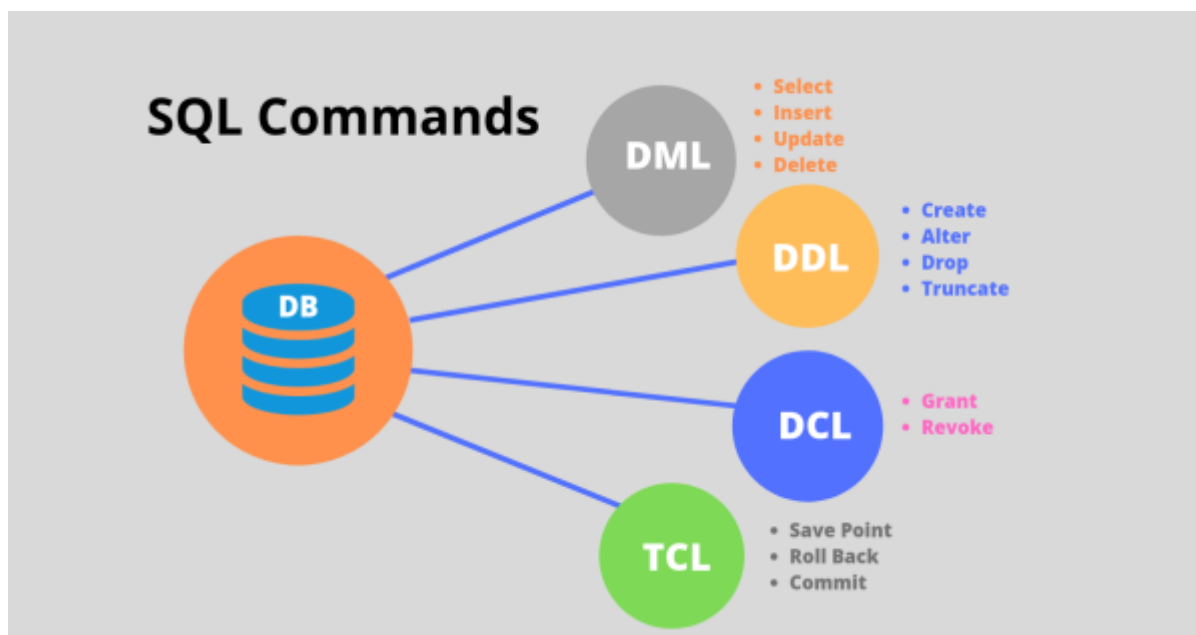 SQL Commands
DB
DML
• Select
• Insert
• Update
• Delete
DDL
• Create
• Alter
• Drop
• Truncate
DCL
• Grant
• Revoke
TCL
• Save Point
• Roll Back
• Commit